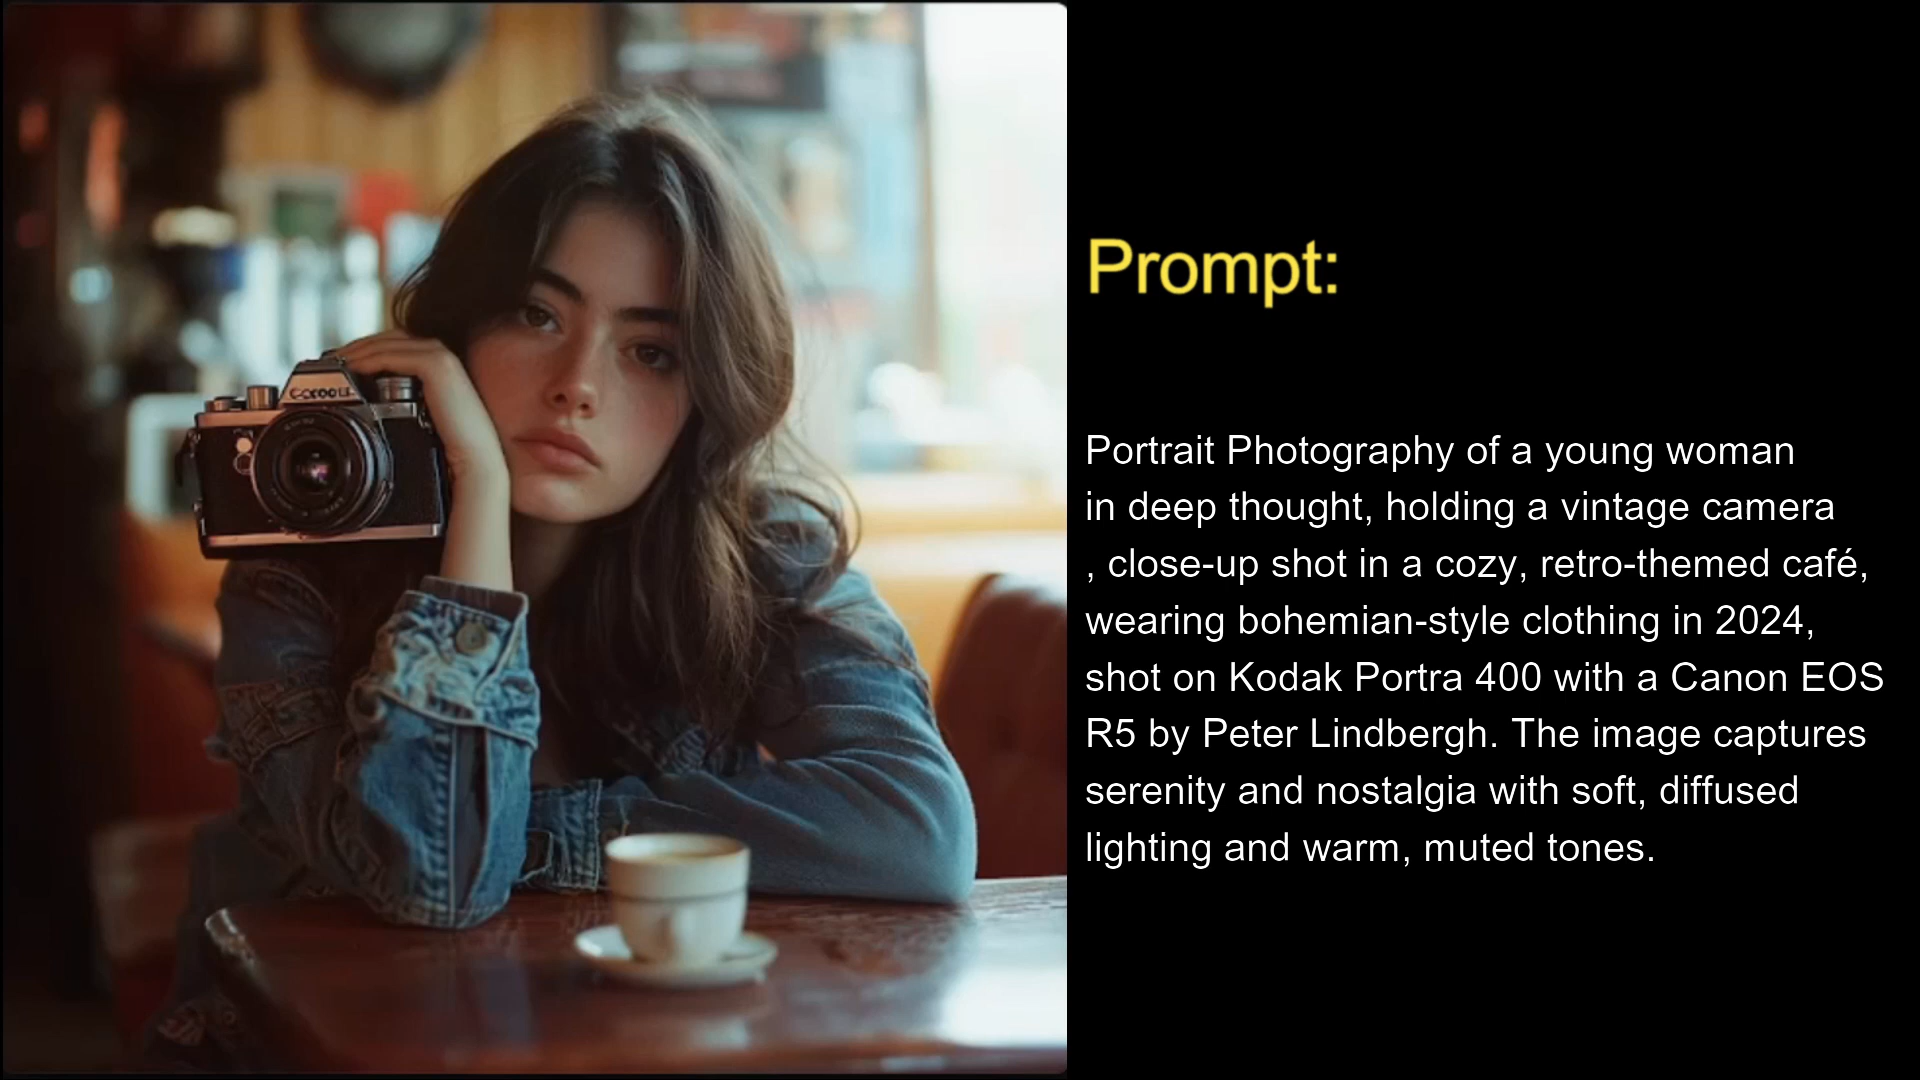 Prompt:
Portrait Photography of a young woman
in deep thought, holding a vintage camera
, close-up shot in a cozy, retro-themed café,
wearing bohemian-style clothing in 2024,
shot on Kodak Portra 400 with a Canon EOS
R5 by Peter Lindbergh. The image captures
serenity and nostalgia with soft, diffused
lighting and warm, muted tones.